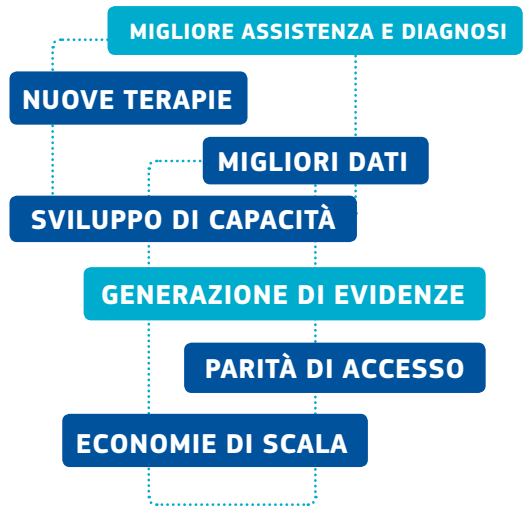 MIGLIORE ASSISTENZA E DIAGNOSI
NUOVE TERAPIE
MIGLIORI DATI
SVILUPPO DI CAPACITÀ
GENERAZIONE DI EVIDENZE
PARITÀ DI ACCESSO
ECONOMIE DI SCALA